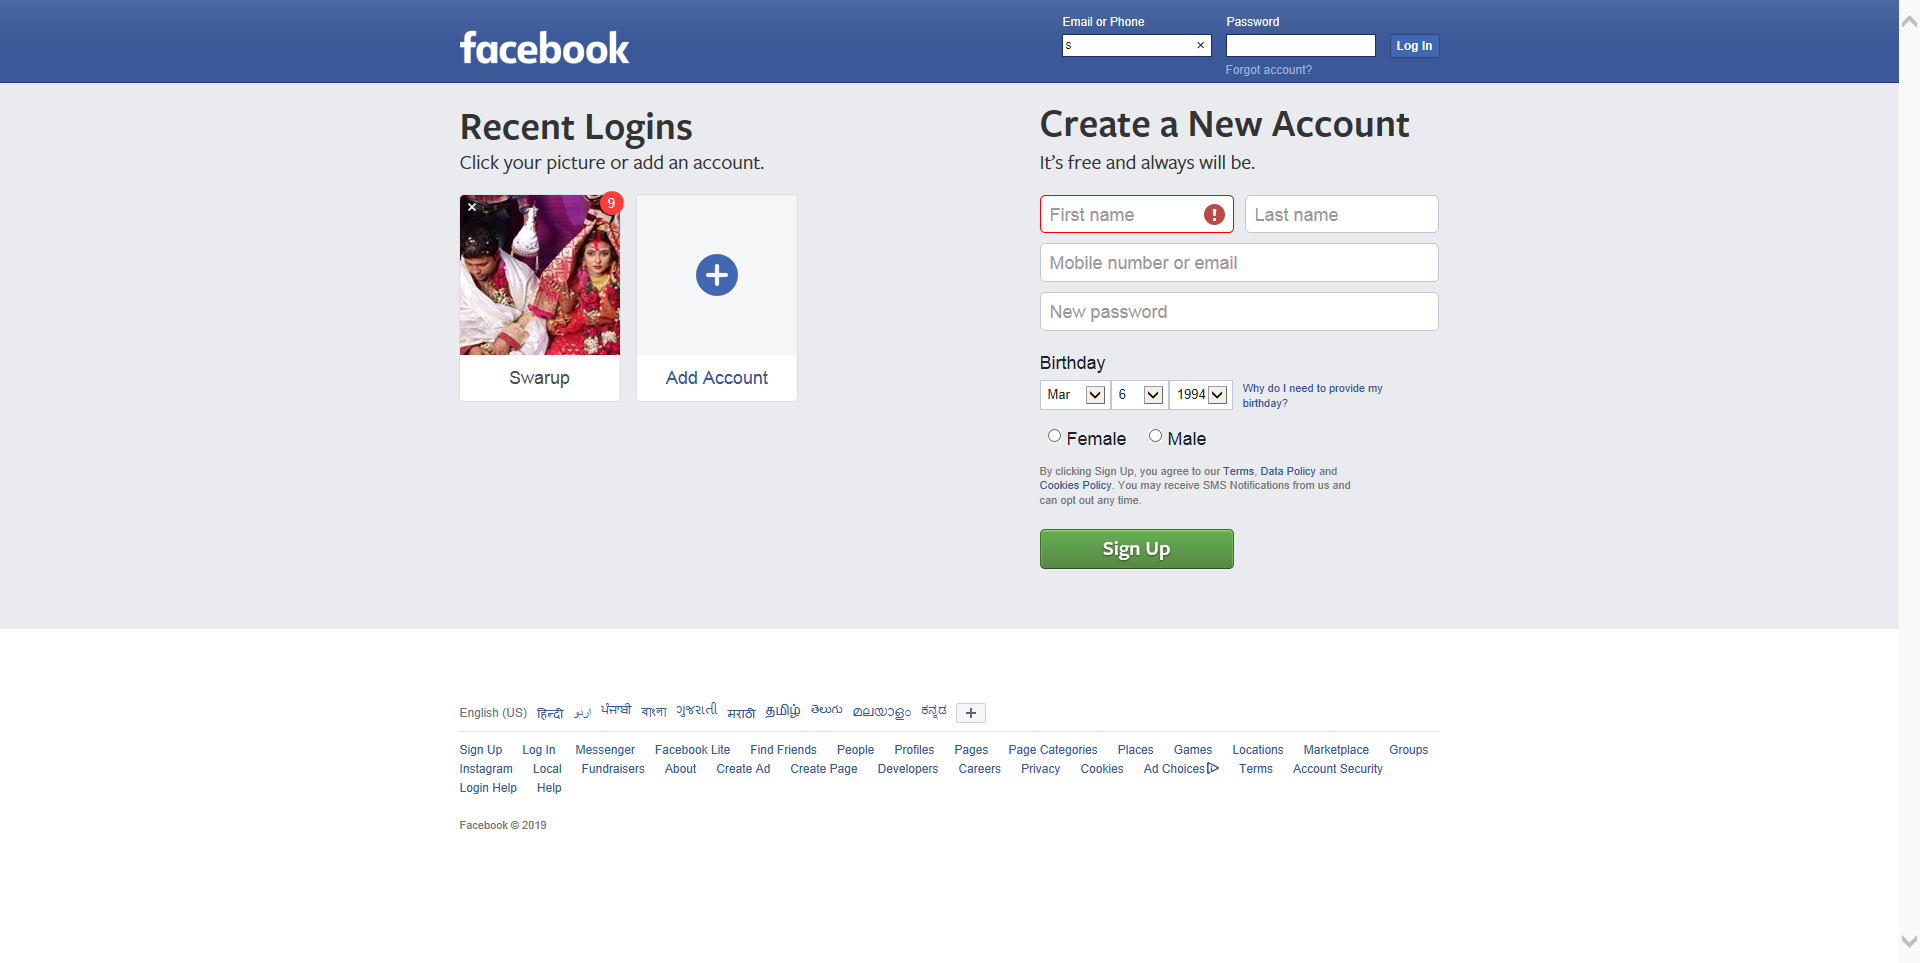 facebook
Email or Phone
Password
s
Log In
Forgot account?
Recent Logins
Click your picture or add an account.
9
Swarup
Add Account
Create a New Account
It's free and always will be.
First name
Last name
Mobile number or email
New password
Birthday
Mar 6 1994
Why do I need to provide my
birthday?
Female Male
By clicking Sign Up, you agree to our Terms, Data Policy and
Cookies Policy. You may receive SMS Notifications from us and
can opt out any time.
Sign Up
English (US) हिन्दी اردو ਪੰਜਾਬੀ বাংলা ગુજરાતી मराठी தமிழ் తెలుగు മലയാളം ಕನ್ನಡ
Sign Up Log In Messenger Facebook Lite Find Friends People Profiles Pages Page Categories Places Games Locations Marketplace Groups
Instagram Local Fundraisers About Create Ad Create Page Developers Careers Privacy Cookies Ad Choices Terms Account Security
Login Help Help
Facebook © 2019